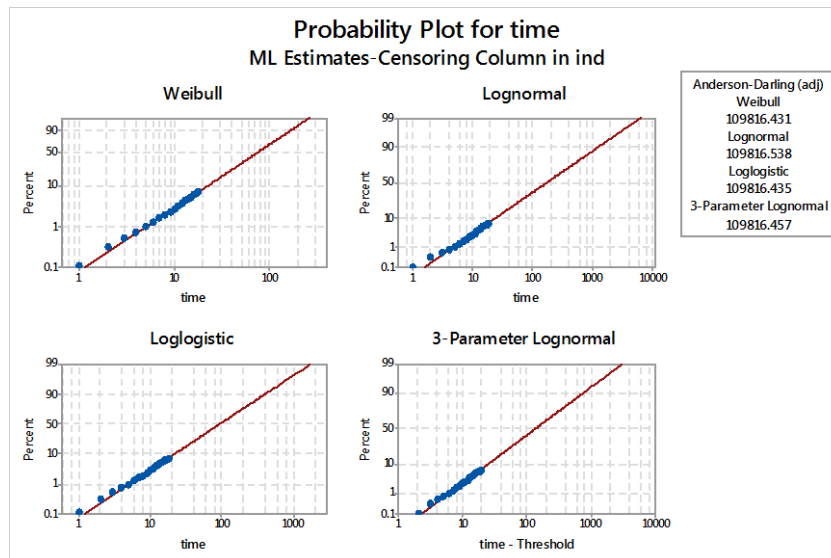 Probability Plot for time
ML Estimates-Censoring Column in ind
Weibull
Lognormal
Percent
90
50
10
1
0.1
1
10
100
time
Percent
99
90
50
10
1
0.1
1
10
100
1000
10000
time
Anderson-Darling (adj)
Weibull
109816.431
Lognormal
109816.538
Loglogistic
109816.435
3-Parameter Lognormal
109816.457
Loglogistic
3-Parameter Lognormal
Percent
99
90
50
10
1
0.1
1
10
100
1000
time
Percent
99
90
50
10
1
0.1
1
10
100
1000
10000
time - Threshold